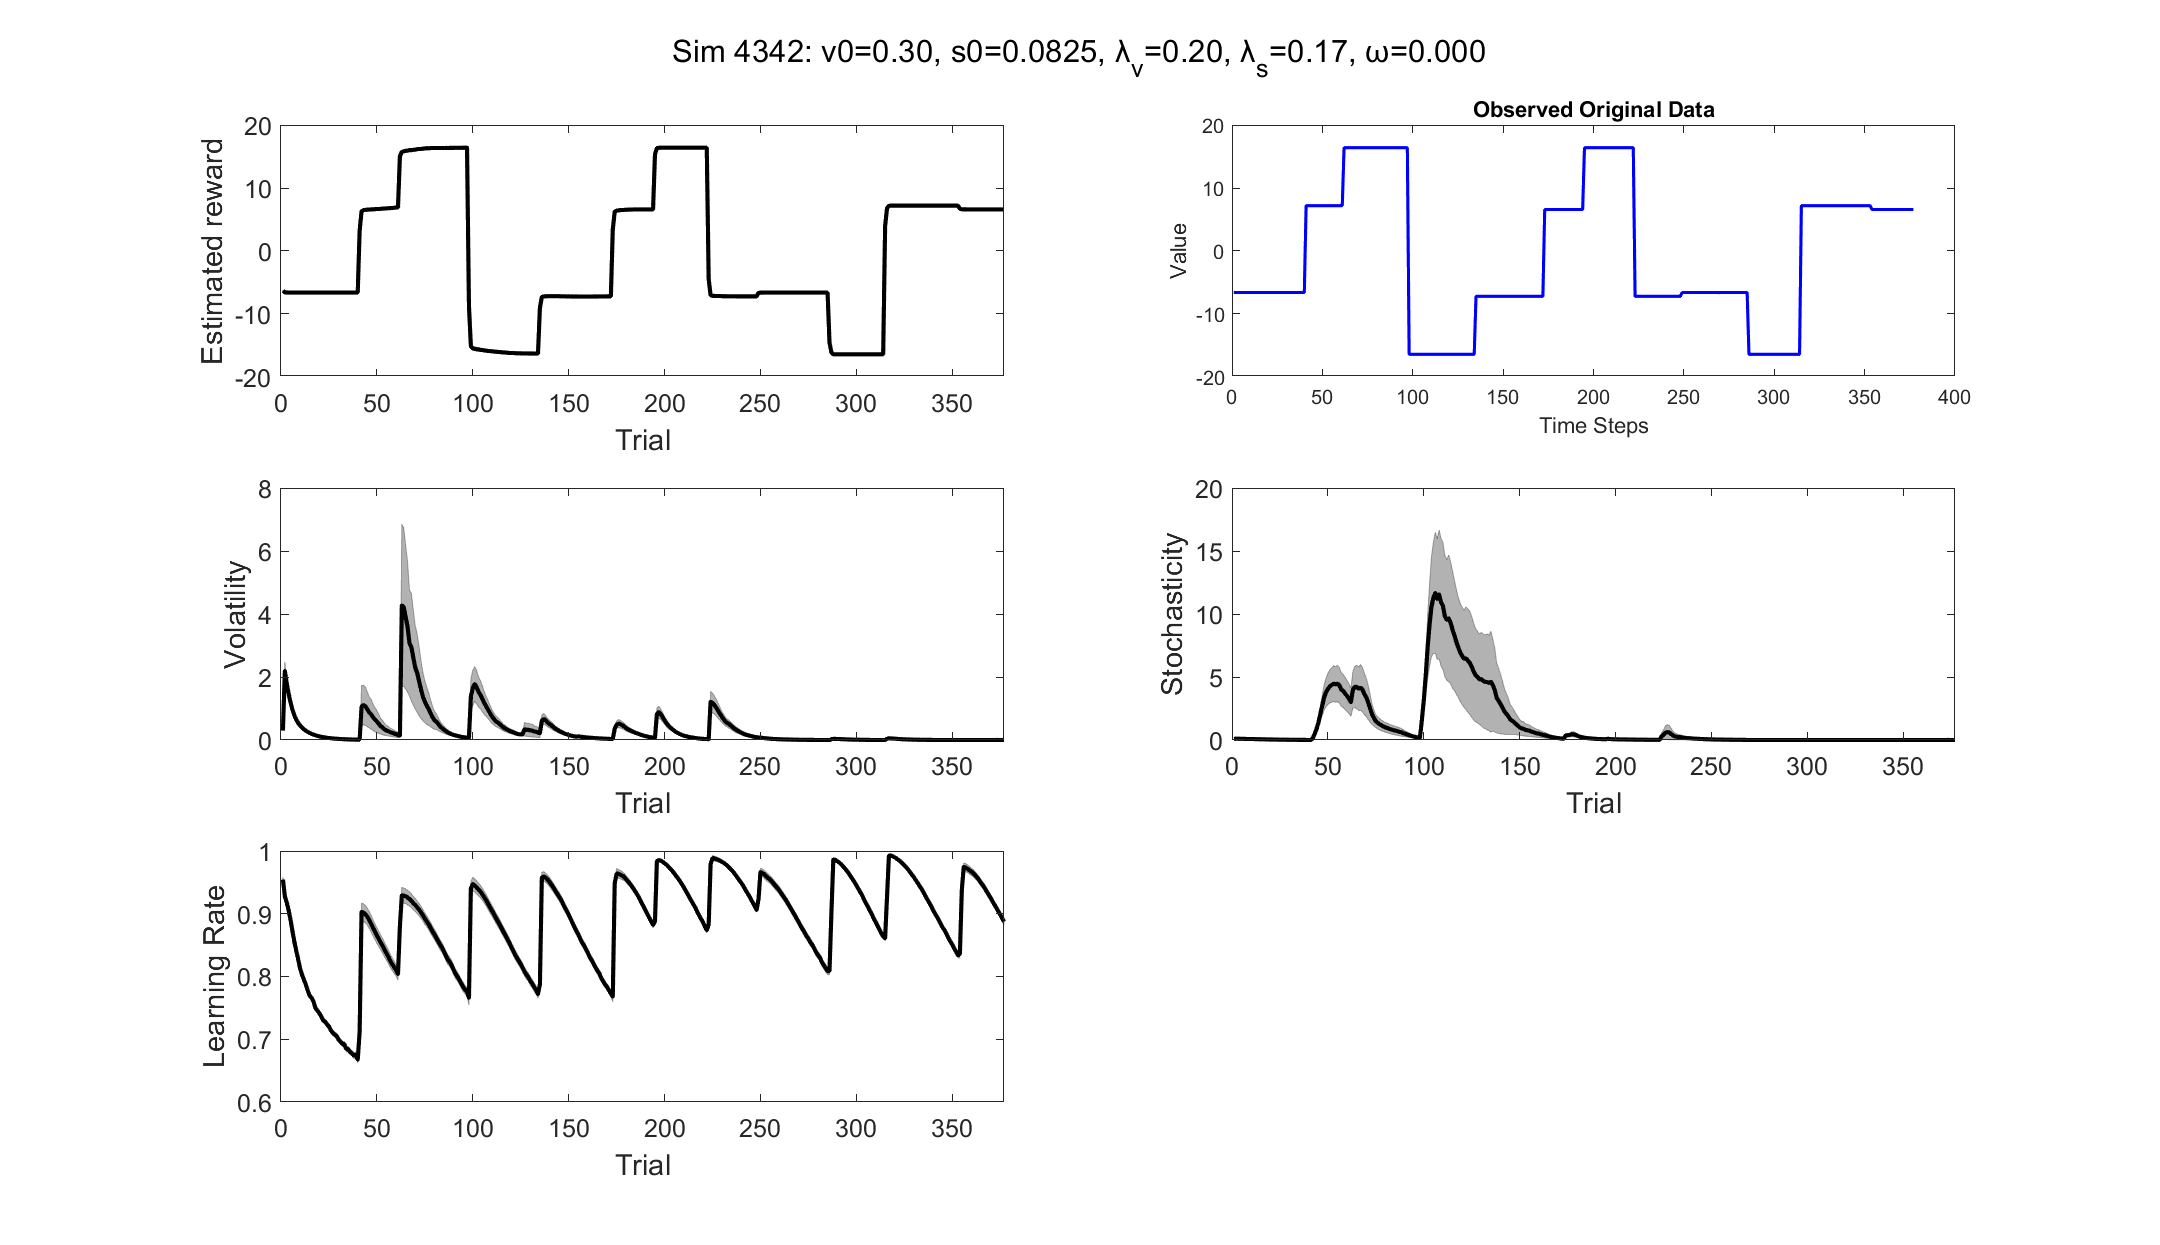 Sim 4342: v0=0.30, s0=0.0825, λv=0.20, λs=0.17, ω=0.000
Estimated reward
20
10
0
-10
-20
0 50 100 150 200 250 300 350
Trial
Observed Original Data
Value
20
10
0
-10
-20
0 50 100 150 200 250 300 350 400
Time Steps
Volatility
8
6
4
2
0
0 50 100 150 200 250 300 350
Trial
Stochasticity
20
15
10
5
0
0 50 100 150 200 250 300 350
Trial
Learning Rate
1
0.9
0.8
0.7
0.6
0 50 100 150 200 250 300 350
Trial